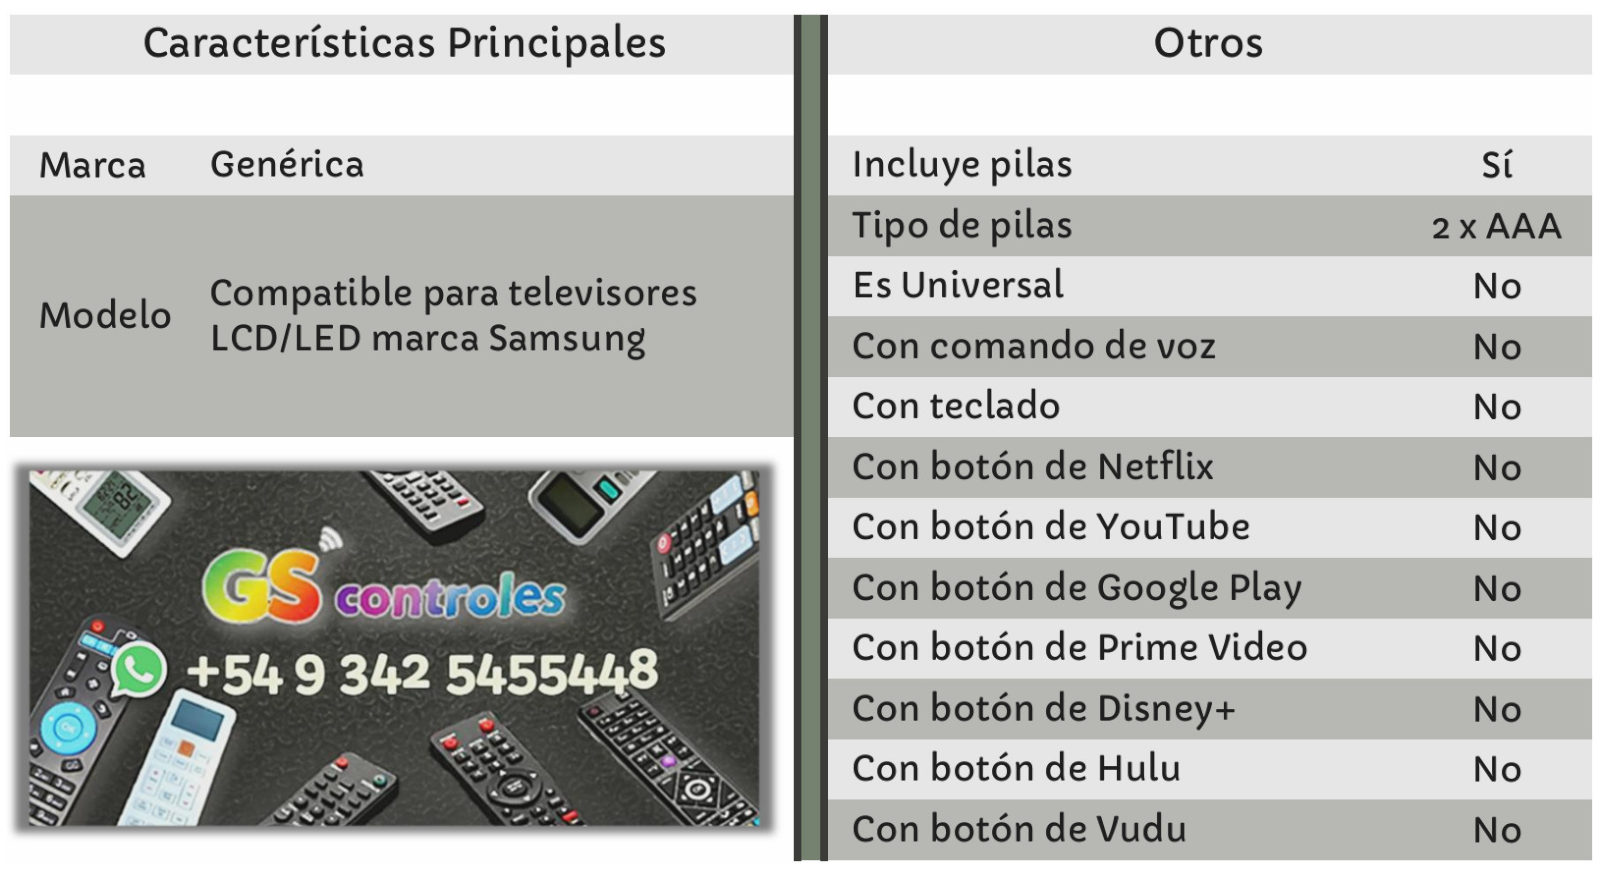 Características Principales
Marca Genérica
Modelo Compatible para televisores
LCD/LED marca Samsung
GS controles
+54 9 342 5455448
Otros
Incluye pilas Sí
Tipo de pilas 2 x AAA
Es Universal No
Con comando de voz No
Con teclado No
Con botón de Netflix No
Con botón de YouTube No
Con botón de Google Play No
Con botón de Prime Video No
Con botón de Disney+ No
Con botón de Hulu No
Con botón de Vudu No